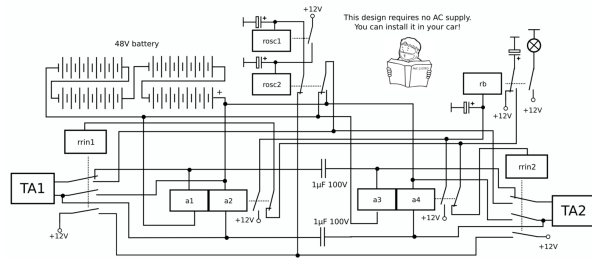 +12V
This design requires no AC supply.
You can install it in your car!
48V battery
+
rosc1
+
rosc2
+
rb
+
+12V
+12V
+
rrin1
rrin2
TA1
1µF 100V
a1
a2
a3
a4
TA2
+12V
+12V
1µF 100V
+12V
+12V